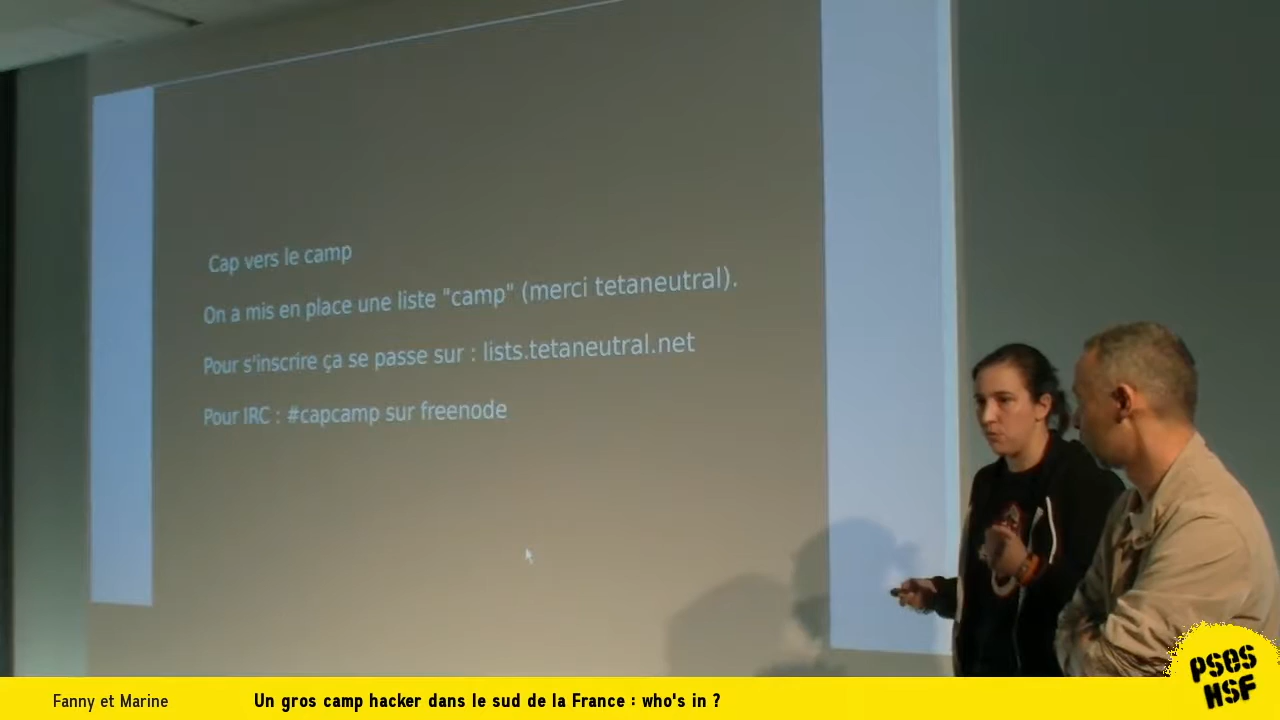 Cap vers le camp
On a mis en place une liste "camp" (merci tetaneutral).
Pour s'inscrire ça se passe sur : lists.tetaneutral.net
Pour IRC : #capcamp sur freenode
PSES
HSF
Fanny et Marine
Un gros camp hacker dans le sud de la France : who's in ?